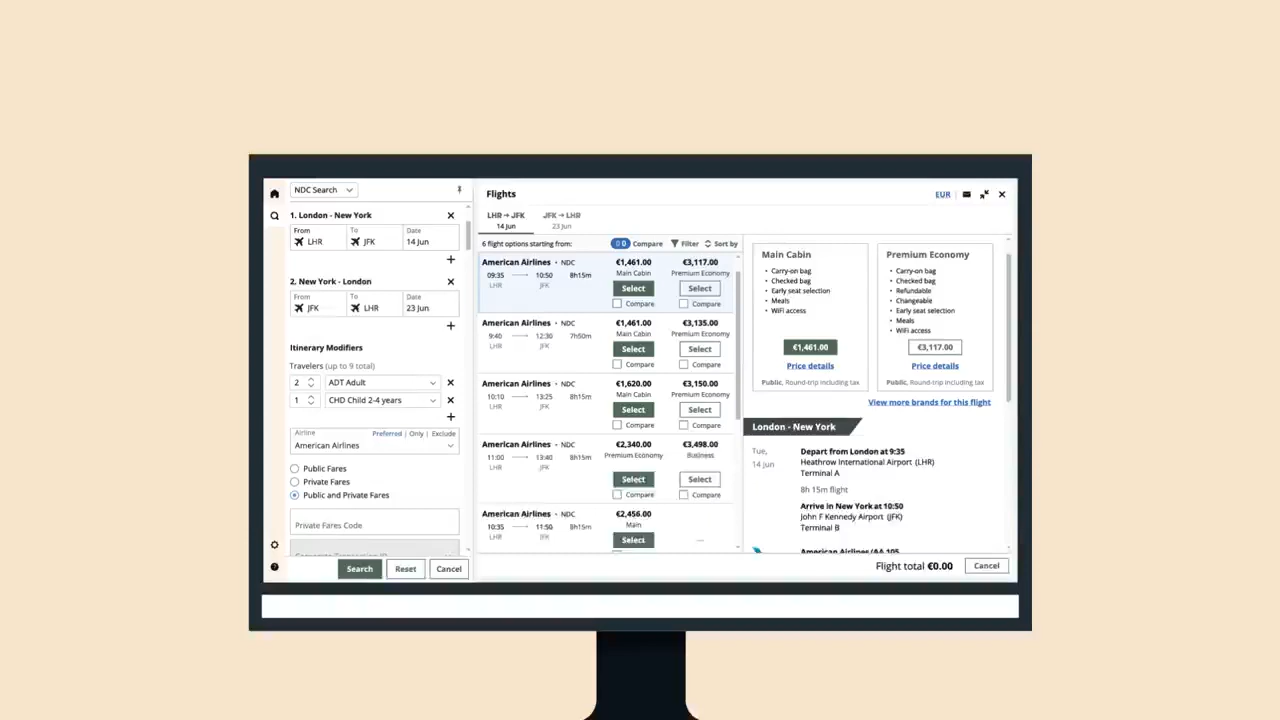 NDC Search
1. London - New York
From To Date
LHR JFK 14 Jun
2. New York - London
From To Date
JFK LHR 23 Jun
Itinerary Modifiers
Travelers (up to 9 total)
2 ADT Adult
1 CHD Child 2-4 years
Airline Preferred | Only | Exclude
American Airlines
Public Fares
Private Fares
Public and Private Fares
Private Fares Code
Search Reset Cancel
Flights
EUR
LHR → JFK JFK → LHR
14 Jun 23 Jun
6 flight options starting from: 0 Compare Filter Sort by
American Airlines • NDC €1,461.00 €3,117.00
09:35 10:50 8h15m Main Cabin Premium Economy
LHR JFK Select Select
Compare Compare
American Airlines • NDC €1,461.00 €3,135.00
9:40 12:30 7h50m Main Cabin Premium Economy
LHR JFK Select Select
Compare Compare
American Airlines • NDC €1,620.00 €3,150.00
10:10 13:25 8h15m Main Cabin Premium Economy
LHR JFK Select Select
Compare Compare
American Airlines • NDC €2,340.00 €3,498.00
11:00 13:40 8h15m Premium Economy Business
LHR JFK
Select Select
Compare Compare
American Airlines • NDC €2,456.00
10:35 11:50 8h15m Main
LHR JFK Select —
Main Cabin
• Carry-on bag
• Checked bag
• Early seat selection
• Meals
• WiFi access
€1,461.00
Price details
Public, Round-trip including tax
Premium Economy
• Carry-on bag
• Checked bag
• Refundable
• Changeable
• Early seat selection
• Meals
• WiFi access
€3,117.00
Price details
Public, Round-trip including tax
View more brands for this flight
London - New York
Tue, 14 Jun
Depart from London at 9:35
Heathrow International Airport (LHR)
Terminal A
8h 15m flight
Arrive in New York at 10:50
John F Kennedy Airport (JFK)
Terminal B
American Airlines (AA 105
Flight total €0.00 Cancel